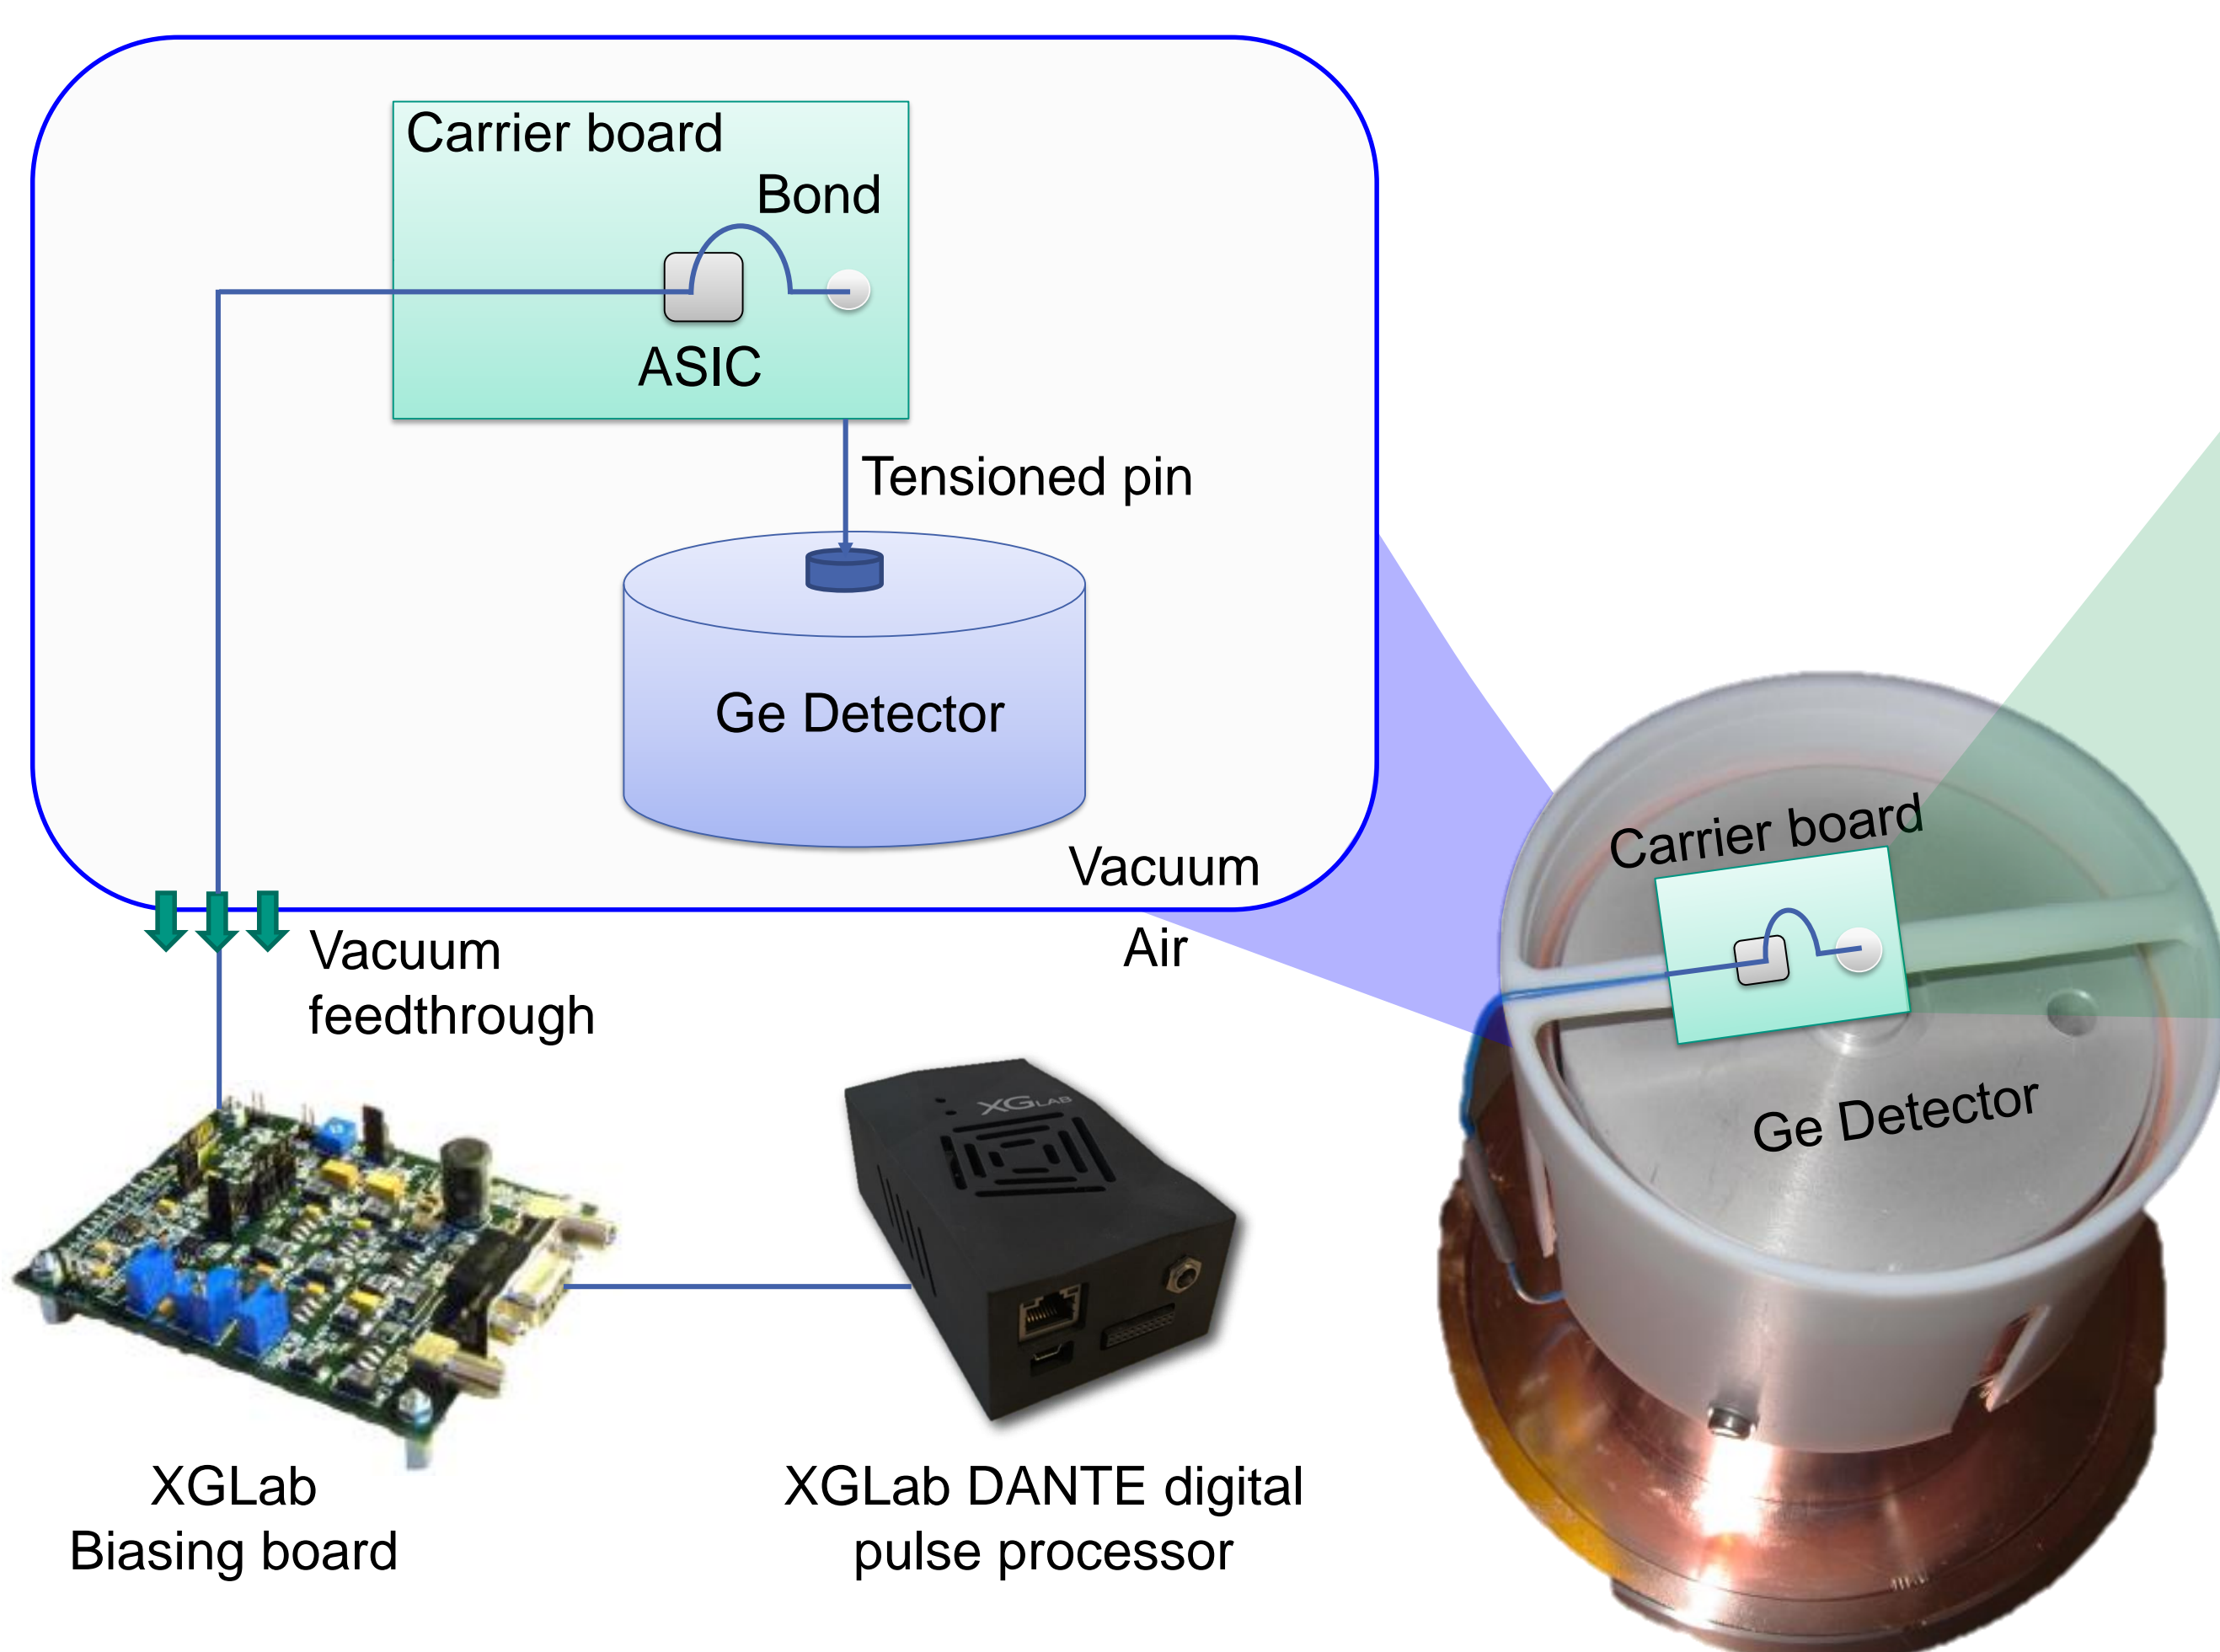 Carrier board
Bond
ASIC
Tensioned pin
Ge Detector
Vacuum
Air
Vacuum
feedthrough
XGLAB
XGLab
Biasing board
XGLab DANTE digital
pulse processor
Carrier board
Ge Detector